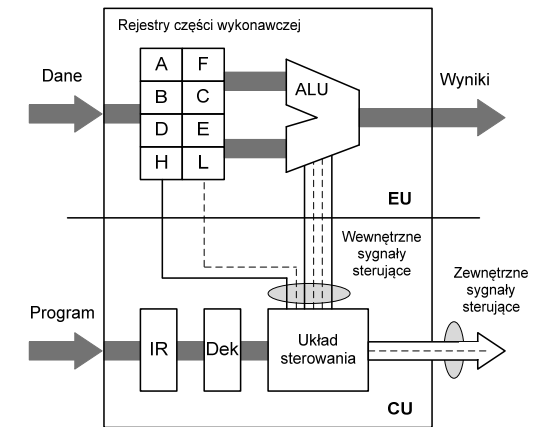 Rejestry części wykonawczej
Dane
A F
B C
D E
H L
ALU
Wyniki
EU
Wewnętrzne
sygnały
sterujące
Zewnętrzne
sygnały
sterujące
Program
IR
Dek
Układ
sterowania
CU